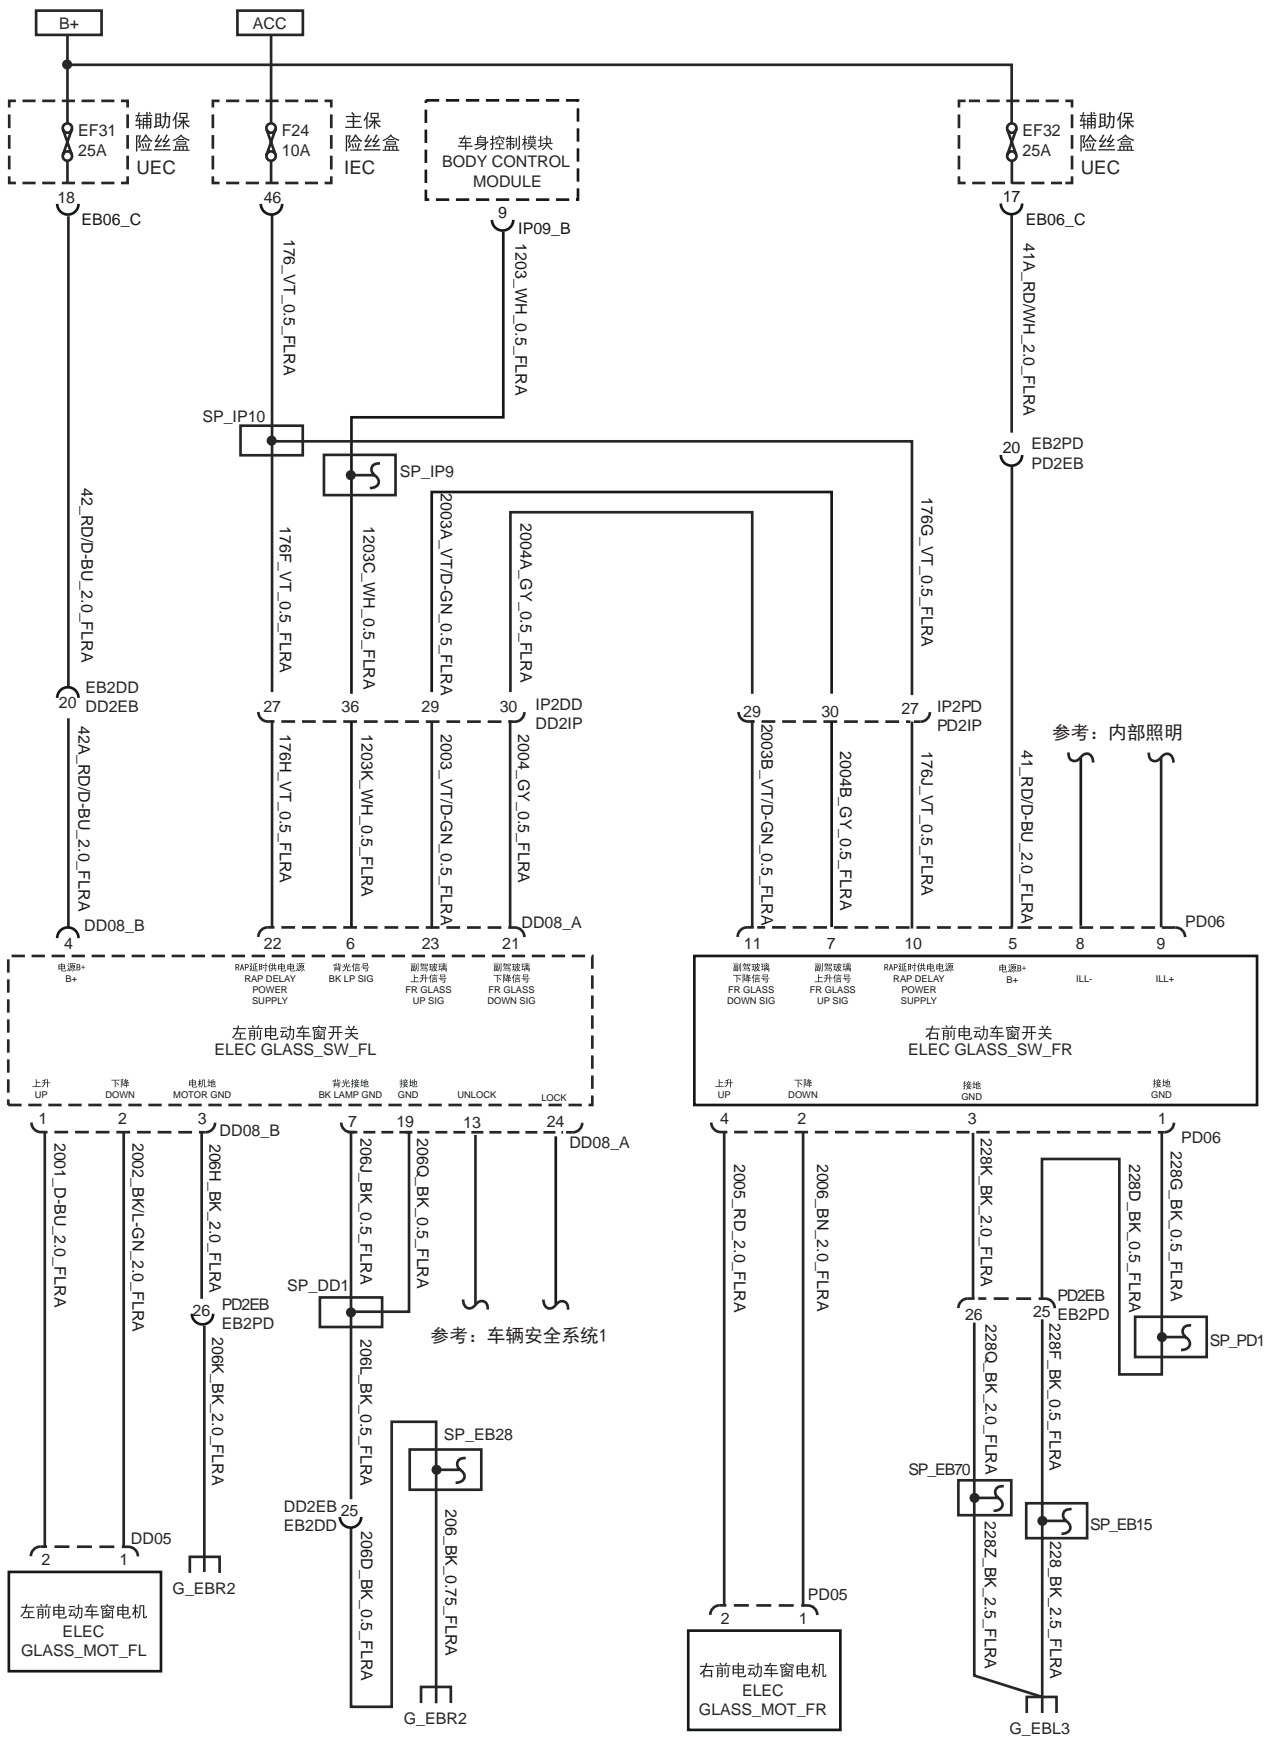 B+
ACC
EF31
25A
辅助保
险丝盒
UEC
F24
10A
主保
险丝盒
IEC
车身控制模块
BODY CONTROL
MODULE
EF32
25A
辅助保
险丝盒
UEC
18
EB06_C
46
9
IP09_B
17
EB06_C
176_VT_0.5_FLRA
1203_WH_0.5_FLRA
41A_RD/WH_2.0_FLRA
SP_IP10
SP_IP9
20
EB2PD
PD2EB
42_RD/D-BU_2.0_FLRA
176F_VT_0.5_FLRA
1203C_WH_0.5_FLRA
2003A_VT/D-GN_0.5_FLRA
2004A_GY_0.5_FLRA
176G_VT_0.5_FLRA
20
EB2DD
DD2EB
27
36
29
30
IP2DD
DD2IP
29
30
27
IP2PD
PD2IP
参考：内部照明
42A_RD/D-BU_2.0_FLRA
176H_VT_0.5_FLRA
1203K_WH_0.5_FLRA
2003_VT/D-GN_0.5_FLRA
2004_GY_0.5_FLRA
2003B_VT/D-GN_0.5_FLRA
2004B_GY_0.5_FLRA
176J_VT_0.5_FLRA
41_RD/D-BU_2.0_FLRA
DD08_B
4
22
6
23
21
DD08_A
11
7
10
5
8
9
PD06
电源B+
B+
RAP延时供电电源
RAP DELAY
POWER
SUPPLY
背光信号
BK LP SIG
副驾玻璃
上升信号
FR GLASS
UP SIG
副驾玻璃
下降信号
FR GLASS
DOWN SIG
左前电动车窗开关
ELEC GLASS_SW_FL
上升
UP
下降
DOWN
电机地
MOTOR GND
背光接地
BK LAMP GND
接地
GND
UNLOCK
LOCK
副驾玻璃
下降信号
FR GLASS
DOWN SIG
副驾玻璃
上升信号
FR GLASS
UP SIG
RAP延时供电电源
RAP DELAY
POWER
SUPPLY
电源B+
B+
ILL-
ILL+
右前电动车窗开关
ELEC GLASS_SW_FR
上升
UP
下降
DOWN
接地
GND
接地
GND
1
2
3
DD08_B
7
19
13
24
DD08_A
4
2
3
1
PD06
2001_D-BU_2.0_FLRA
2002_BK/L-GN_2.0_FLRA
206H_BK_2.0_FLRA
206J_BK_0.5_FLRA
206Q_BK_0.5_FLRA
2005_RD_2.0_FLRA
2006_BN_2.0_FLRA
228K_BK_2.0_FLRA
228D_BK_0.5_FLRA
228G_BK_0.5_FLRA
26
PD2EB
EB2PD
SP_DD1
参考：车辆安全系统1
26
25
PD2EB
EB2PD
SP_PD1
206K_BK_2.0_FLRA
206L_BK_0.5_FLRA
228Q_BK_2.0_FLRA
228F_BK_0.5_FLRA
SP_EB28
SP_EB70
SP_EB15
DD2EB
EB2DD
25
206D_BK_0.5_FLRA
206_BK_0.75_FLRA
228Z_BK_2.5_FLRA
228_BK_2.5_FLRA
DD05
2
1
G_EBR2
左前电动车窗电机
ELEC
GLASS_MOT_FL
G_EBR2
PD05
2
1
右前电动车窗电机
ELEC
GLASS_MOT_FR
G_EBL3